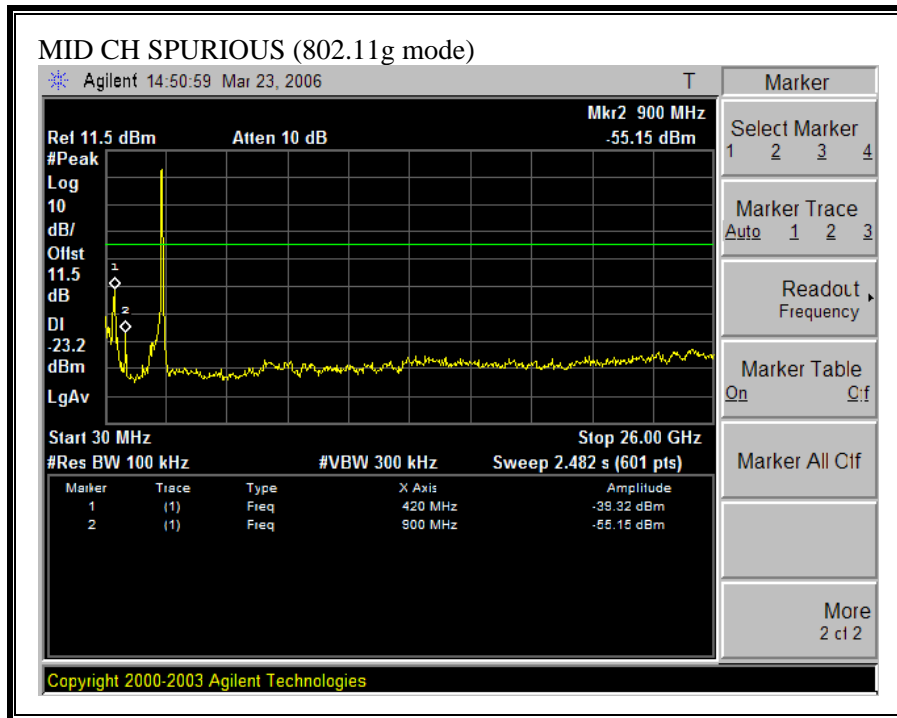 MID CH SPURIOUS (802.11g mode)
Agilent 14:50:59 Mar 23, 2006 T
Mkr2 900 MHz
Ref 11.5 dBm Atten 10 dB -55.15 dBm
#Peak
Log
10
dB/
Offst
11.5
dB
DI
-23.2
dBm
LgAv
1
2
Start 30 MHz Stop 26.00 GHz
#Res BW 100 kHz #VBW 300 kHz Sweep 2.482 s (601 pts)
Marker Trace Type X Axis Amplitude
1 (1) Freq 420 MHz -39.32 dBm
2 (1) Freq 900 MHz -55.15 dBm
Copyright 2000-2003 Agilent Technologies
Marker
Select Marker
1 2 3 4
Marker Trace
Auto 1 2 3
Readout
Frequency
Marker Table
On Off
Marker All Off
More
2 of 2